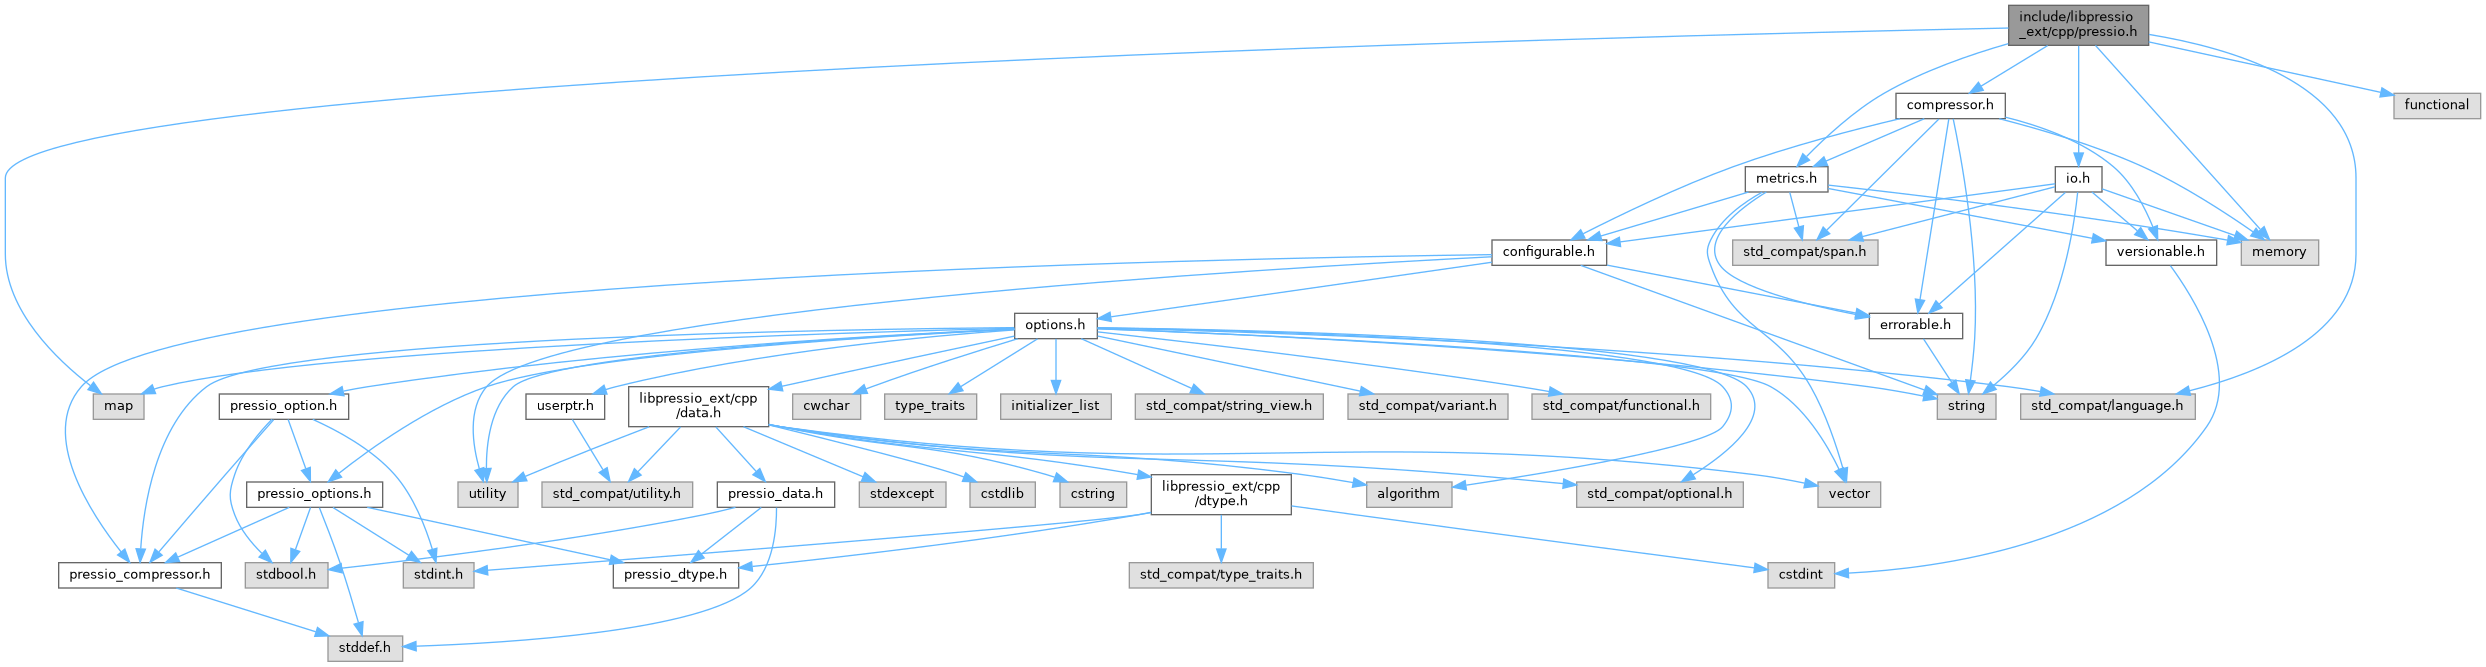 include/libpressio
_ext/cpp/pressio.h
compressor.h
functional
metrics.h
io.h
configurable.h
std_compat/span.h
versionable.h
memory
options.h
errorable.h
map
pressio_option.h
userptr.h
libpressio_ext/cpp
/data.h
cwchar
type_traits
initializer_list
std_compat/string_view.h
std_compat/variant.h
std_compat/functional.h
string
std_compat/language.h
pressio_options.h
utility
std_compat/utility.h
pressio_data.h
stdexcept
cstdlib
cstring
libpressio_ext/cpp
/dtype.h
algorithm
std_compat/optional.h
vector
pressio_compressor.h
stdbool.h
stdint.h
pressio_dtype.h
std_compat/type_traits.h
cstdint
stddef.h